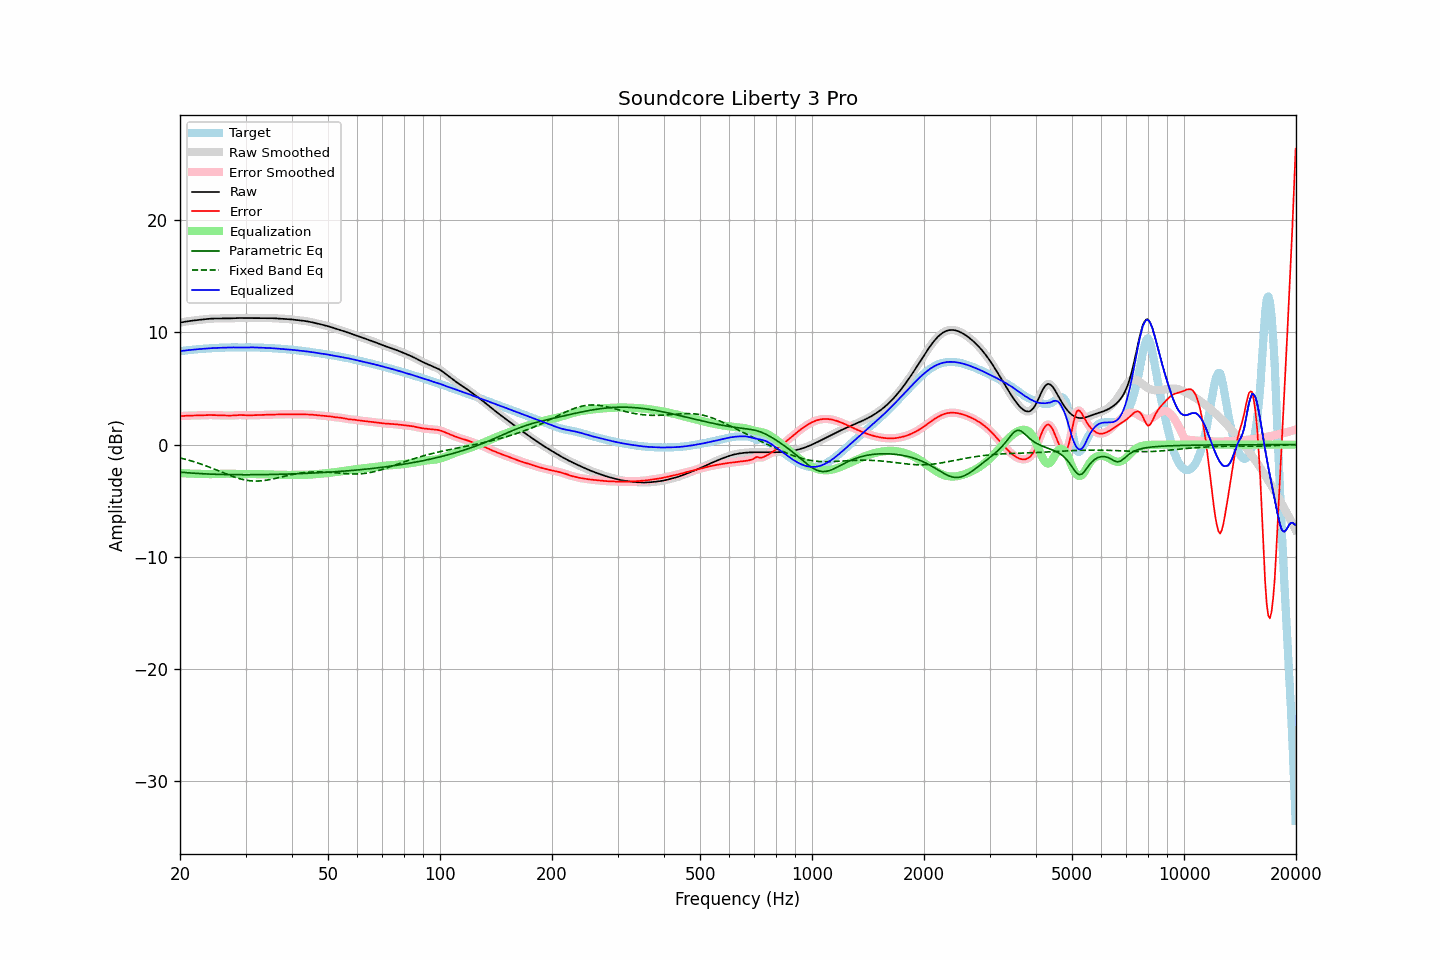 Soundcore Liberty 3 Pro
Target
Raw Smoothed
Error Smoothed
Raw
Error
Equalization
Parametric Eq
Fixed Band Eq
Equalized
20
10
0
−10
−20
−30
Amplitude (dBr)
20
50
100
200
500
1000
2000
5000
10000
20000
Frequency (Hz)